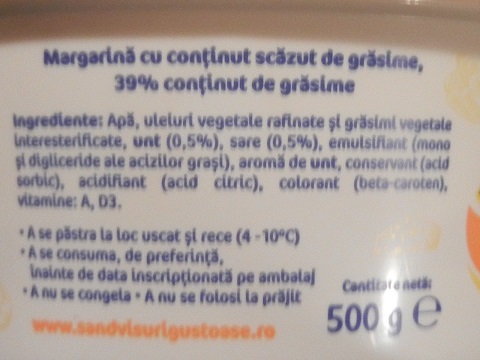 Margarină cu conținut scăzut de grăsime,
39% conținut de grăsime
Ingrediente: Apă, uleiuri vegetale rafinate și grăsimi vegetale
interesterificate, unt (0,5%), sare (0,5%), emulsifiant (mono
și digliceride ale acizilor grași), aromă de unt, conservant (acid
sorbic), acidifiant (acid citric), colorant (beta-caroten),
vitamine: A, D3.
• A se păstra la loc uscat și rece (4 - 10°C)
• A se consuma, de preferință,
înainte de data inscripționată pe ambalaj
• A nu se congela • A nu se folosi la prăjit
Cantitate netă:
500 g ℮
www.sandvisurigustoase.ro